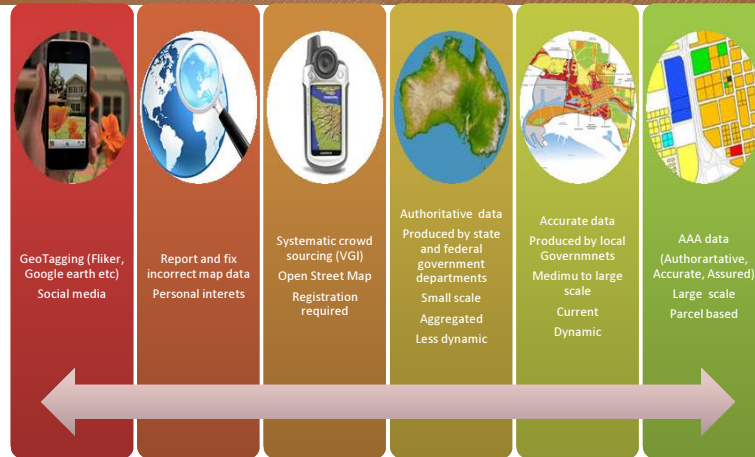 GeoTagging (Fliker,
Google earth etc)
Social media
Report and fix
incorrect map data
Personal interets
Systematic crowd
sourcing (VGI)
Open Street Map
Registration
required
Authoritative data
Produced by state
and federal
government
departments
Small scale
Aggregated
Less dynamic
Accurate data
Produced by local
Governmnets
Medimu to large
scale
Current
Dynamic
AAA data
(Authorartative,
Accurate, Assured)
Large scale
Parcel based